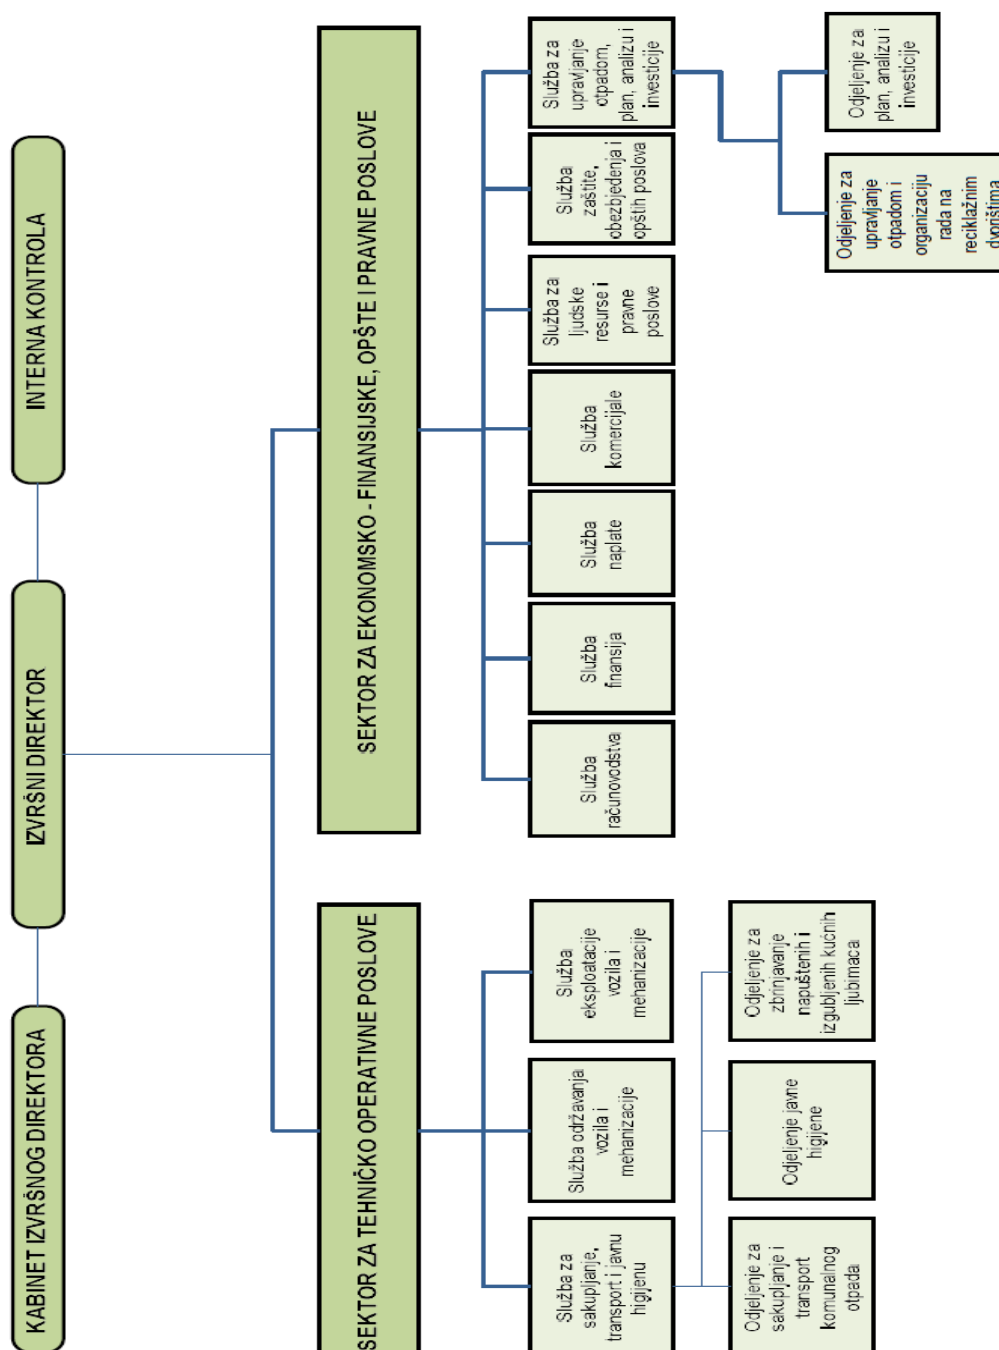 KABINET IZVRŠNOG DIREKTORA
IZVRŠNI DIREKTOR
INTERNA KONTROLA
SEKTOR ZA TEHNIČKO OPERATIVNE POSLOVE
SEKTOR ZA EKONOMSKO - FINANSIJSKE, OPŠTE I PRAVNE POSLOVE
Služba za
sakupljanje,
transport i javnu
higijenu
Služba održavanja
vozila i
mehanizacije
Služba
eksploatacije
vozila i
mehanizacije
Služba
računovodstva
Služba
finansija
Služba
naplate
Služba
komercijale
Služba za
ljudske
resurse i
pravne
poslove
Služba
zaštite,
obezbjeđenja i
opštih poslova
Služba za
upravljanje
otpadom,
plan, analizu i
investicije
Odjeljenje za
sakupljanje i
transport
komunalnog
otpada
Odjeljenje javne
higijene
Odjeljenje za
zbrinjavanje
napuštenih i
izgubljenih kućnih
ljubimaca
Odjeljenje za
upravljanje
otpadom i
organizaciju
rada na
reciklažnim
dvorištima
Odjeljenje za
plan, analizu i
investicije